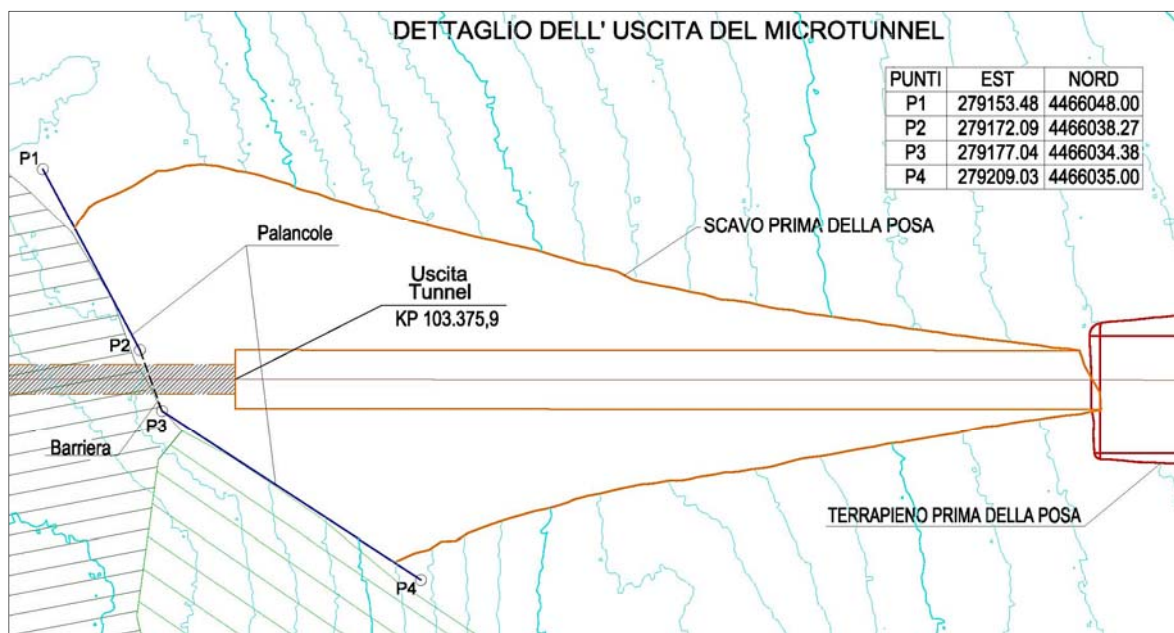 DETTAGLIO DELL' USCITA DEL MICROTUNNEL
PUNTI EST NORD
P1 279153.48 4466048.00
P2 279172.09 4466038.27
P3 279177.04 4466034.38
P4 279209.03 4466035.00
P1
SCAVO PRIMA DELLA POSA
Palancole
Uscita
Tunnel
KP 103.375,9
P2
P3
Barriera
TERRAPIENO PRIMA DELLA POSA
P4